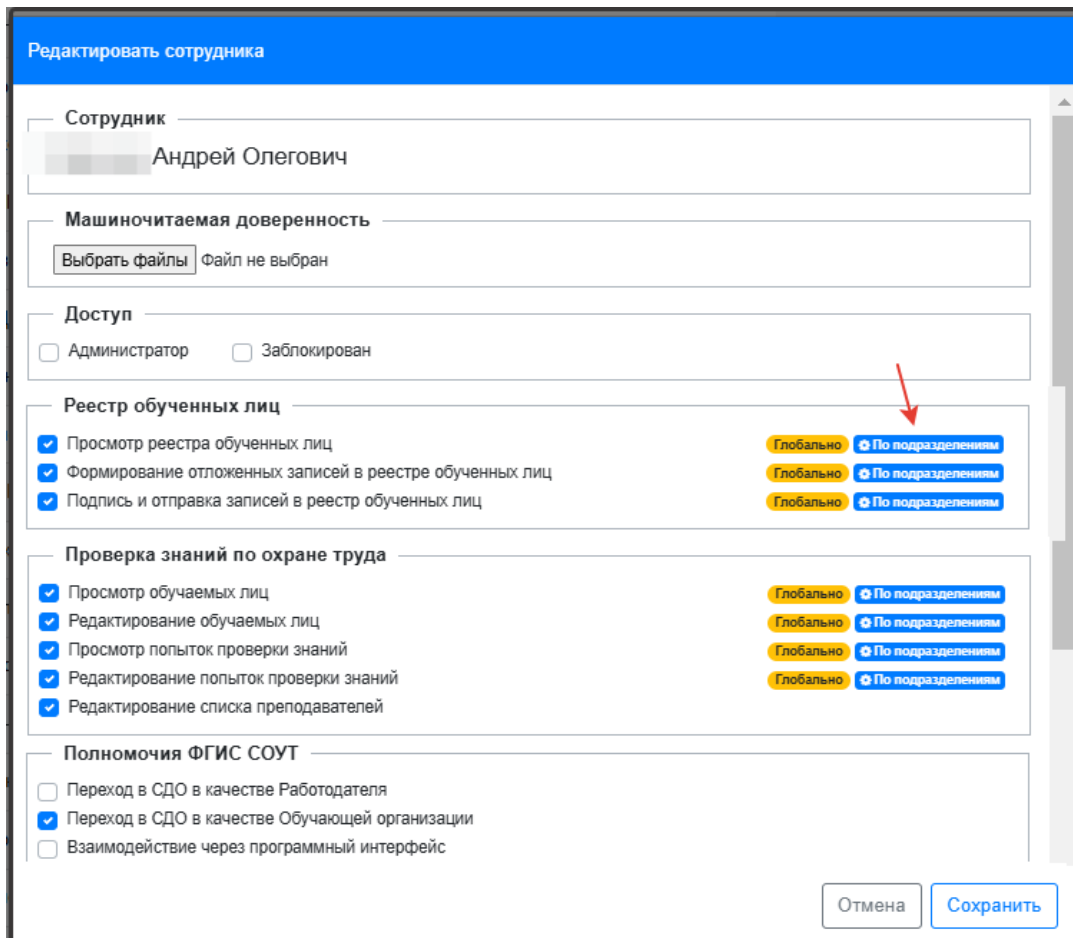 Редактировать сотрудника
Сотрудник
Андрей Олегович
Машиночитаемая доверенность
Выбрать файлы Файл не выбран
Доступ
Администратор Заблокирован
Реестр обученных лиц
Просмотр реестра обученных лиц Глобально По подразделениям
Формирование отложенных записей в реестре обученных лиц Глобально По подразделениям
Подпись и отправка записей в реестр обученных лиц Глобально По подразделениям
Проверка знаний по охране труда
Просмотр обучаемых лиц Глобально По подразделениям
Редактирование обучаемых лиц Глобально По подразделениям
Просмотр попыток проверки знаний Глобально По подразделениям
Редактирование попыток проверки знаний Глобально По подразделениям
Редактирование списка преподавателей
Полномочия ФГИС СОУТ
Переход в СДО в качестве Работодателя
Переход в СДО в качестве Обучающей организации
Взаимодействие через программный интерфейс
Отмена Сохранить